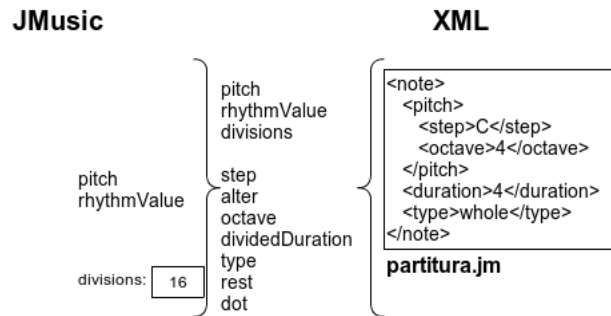 JMusic
XML
pitch
rhythmValue
divisions: 16
pitch
rhythmValue
divisions
step
alter
octave
dividedDuration
type
rest
dot
<note>
<pitch>
<step>C</step>
<octave>4</octave>
</pitch>
<duration>4</duration>
<type>whole</type>
</note>
partitura.jm